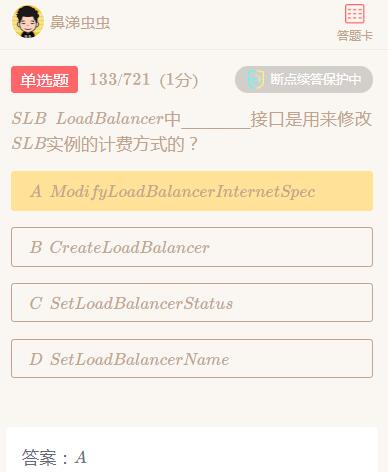 鼻涕虫虫
答题卡
单选题 133/721 (1分)
断点续答保护中
SLB LoadBalancer中_______接口是用来修改
SLB实例的计费方式的？
A ModifyLoadBalancerInternetSpec
B CreateLoadBalancer
C SetLoadBalancerStatus
D SetLoadBalancerName
答案：A